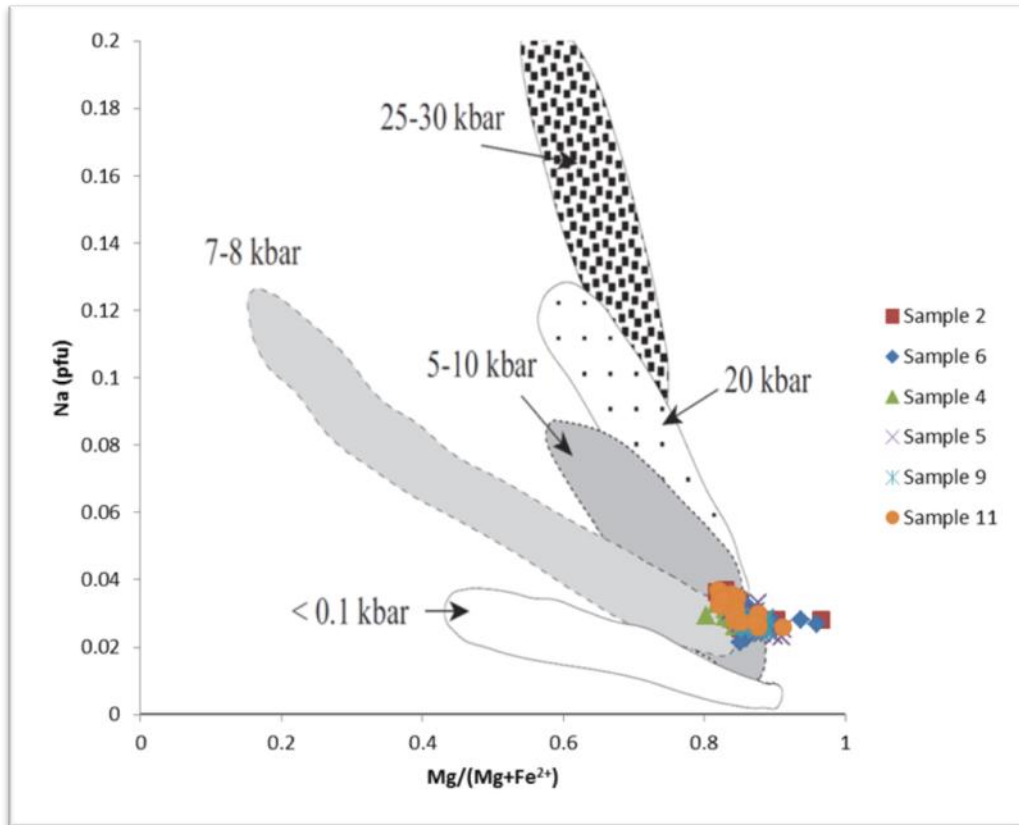 0.2
0.18
0.16
0.14
0.12
0.1
0.08
0.06
0.04
0.02
0
Na (pfu)
25-30 kbar
7-8 kbar
5-10 kbar
20 kbar
< 0.1 kbar
Sample 2
Sample 6
Sample 4
Sample 5
Sample 9
Sample 11
0 0.2 0.4 0.6 0.8 1
Mg/(Mg+Fe²⁺)